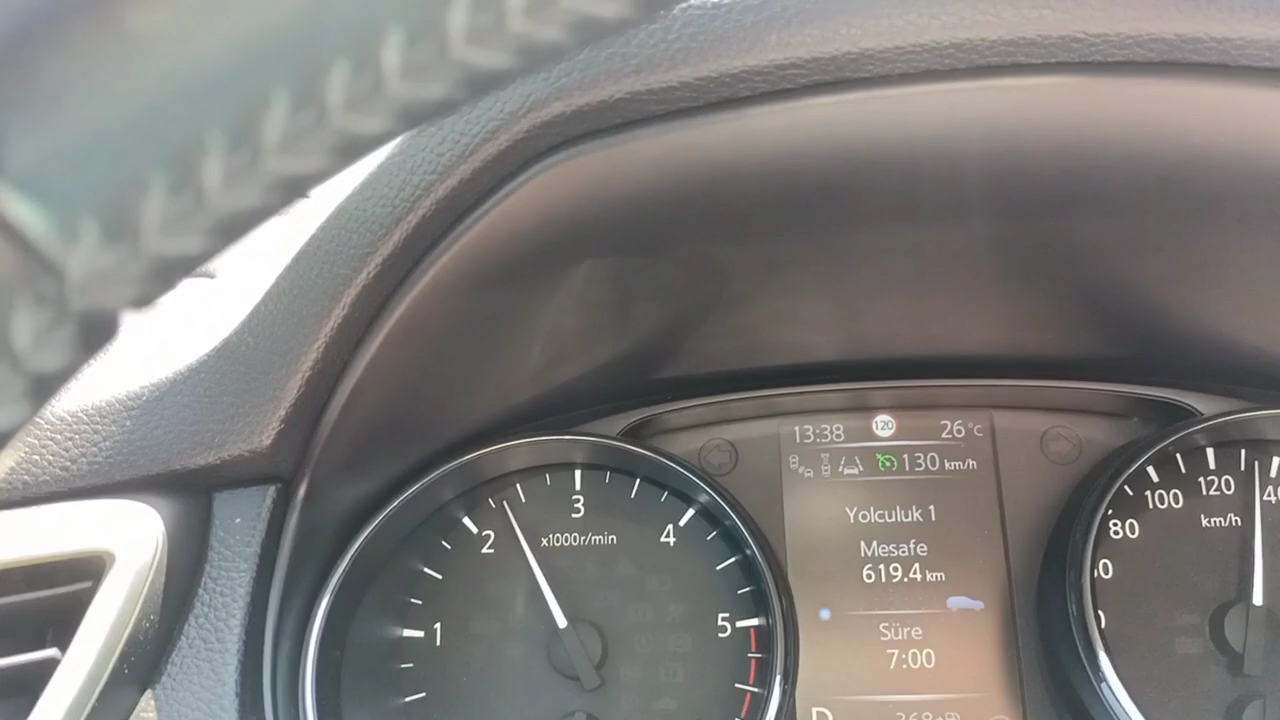 13:38 120 26°C
130 km/h
Yolculuk 1
Mesafe
619.4 km
Süre
7:00
D
1
2
3
4
5
x1000r/min
80
100
120
km/h